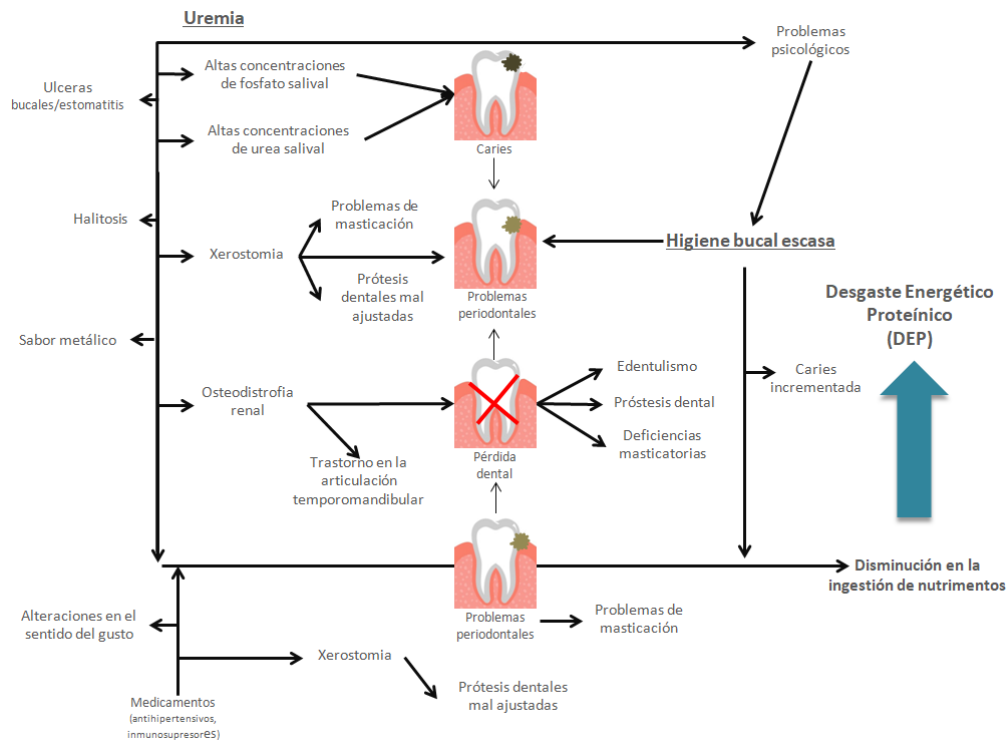 Uremia
Problemas
psicológicos
Altas concentraciones
de fosfato salival
Ulceras
bucales/estomatitis
Altas concentraciones
de urea salival
Caries
Halitosis
Problemas de
masticación
Xerostomia
Higiene bucal escasa
Prótesis
dentales mal
ajustadas
Problemas
periodontales
Desgaste Energético
Proteínico
(DEP)
Sabor metálico
Edentulismo
Caries
incrementada
Osteodistrofia
renal
Próstesis dental
Deficiencias
masticatorias
Pérdida
dental
Trastorno en la
articulación
temporomandibular
Disminución en la
ingestión de nutrimentos
Alteraciones en el
sentido del gusto
Problemas
periodontales
Problemas de
masticación
Xerostomia
Prótesis dentales
mal ajustadas
Medicamentos
(antihipertensivos,
inmunosupresores)